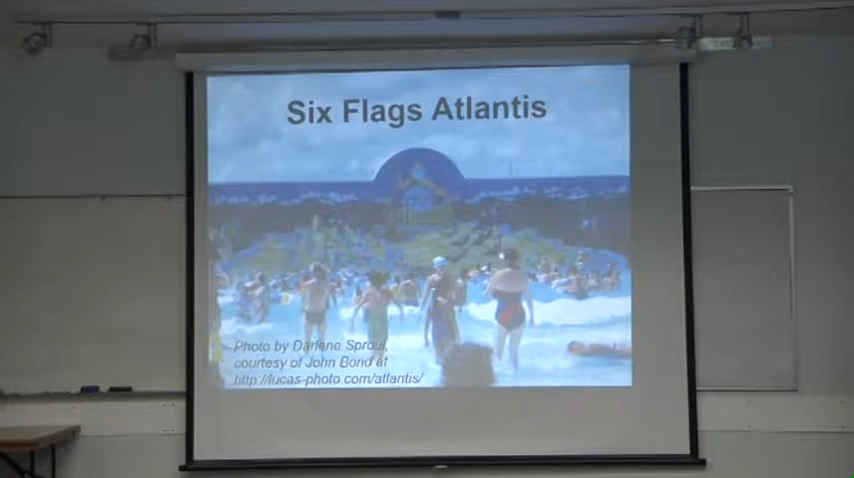 Six Flags Atlantis
Photo by Darlene Sproul,
courtesy of John Bond at
http://lucas-photo.com/atlantis/